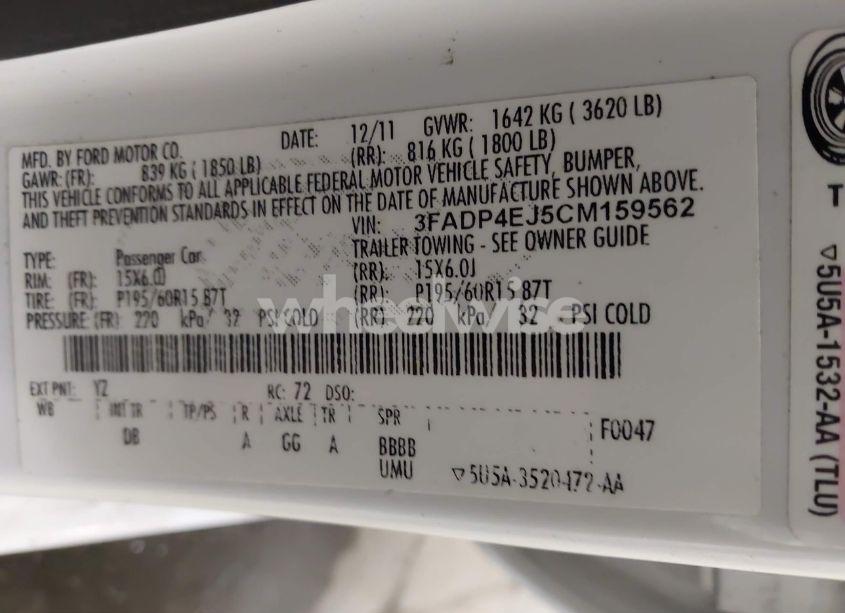 MFD. BY FORD MOTOR CO. DATE: 12/11 GVWR: 1642 KG ( 3620 LB)
GAWR: (FR): 839 KG ( 1850 LB) (RR): 816 KG ( 1800 LB)
THIS VEHICLE CONFORMS TO ALL APPLICABLE FEDERAL MOTOR VEHICLE SAFETY, BUMPER,
AND THEFT PREVENTION STANDARDS IN EFFECT ON THE DATE OF MANUFACTURE SHOWN ABOVE.
VIN: 3FADP4EJ5CM159562
TYPE: Passenger Car TRAILER TOWING - SEE OWNER GUIDE
RIM: (FR): 15X6.0J (RR): 15X6.0J
TIRE: (FR): P195/60R15 87T (RR): P195/60R15 87T
PRESSURE: (FR) 220 kPa/ 32 PSI COLD (RR): 220 kPa/ 32 PSI COLD
wheelvice
EXT PNT: YZ RC: 72 DSO:
WB INT TR TP/PS R AXLE TR SPR F0047
DB A GG A BBBB
UMU ▽5U5A-3520472-AA
T
▽5U5A-1532-AA (TLU)